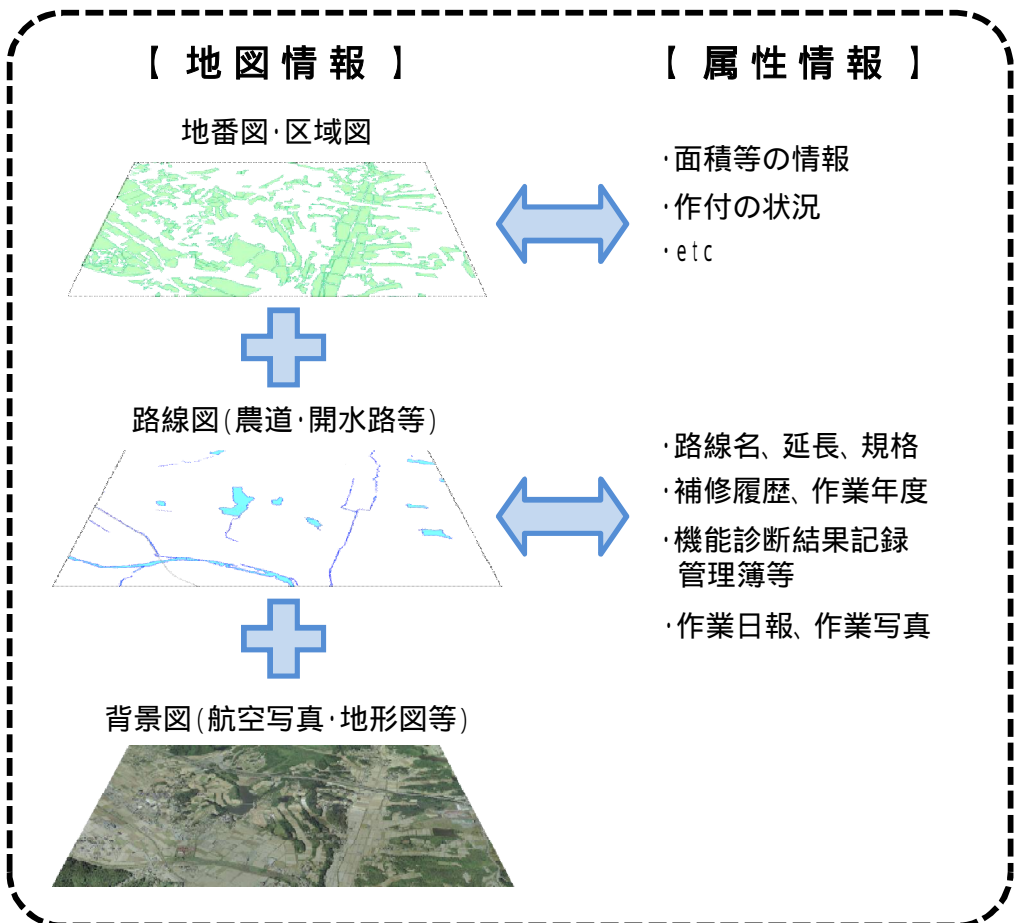 【 地図情報 】
地番図・区域図
路線図(農道・開水路等)
背景図(航空写真・地形図等)
【 属性情報 】
・面積等の情報
・作付の状況
・etc
・路線名、延長、規格
・補修履歴、作業年度
・機能診断結果記録
管理簿等
・作業日報、作業写真